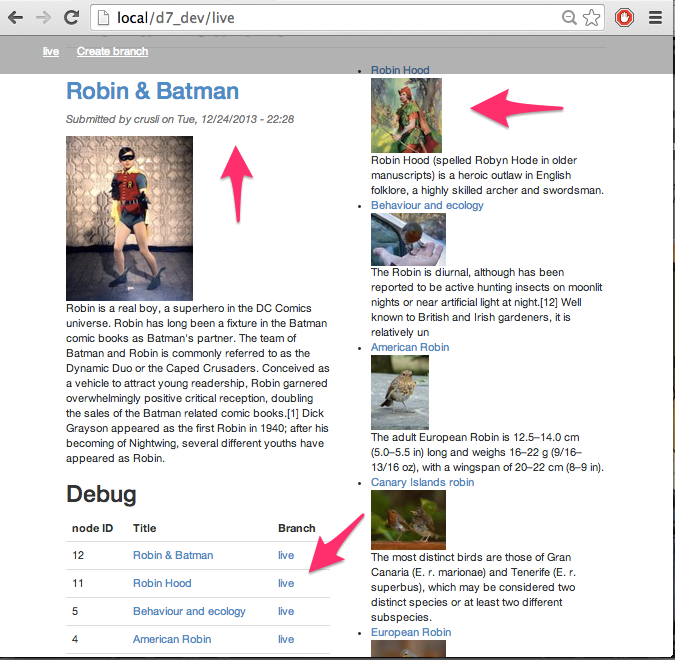 local/d7_dev/live
live Create branch
Robin & Batman
Submitted by crusli on Tue, 12/24/2013 - 22:28
Robin is a real boy, a superhero in the DC Comics
universe. Robin has long been a fixture in the Batman
comic books as Batman's partner. The team of
Batman and Robin is commonly referred to as the
Dynamic Duo or the Caped Crusaders. Conceived as
a vehicle to attract young readership, Robin garnered
overwhelmingly positive critical reception, doubling
the sales of the Batman related comic books.[1] Dick
Grayson appeared as the first Robin in 1940; after his
becoming of Nightwing, several different youths have
appeared as Robin.
Debug
node ID Title Branch
12 Robin & Batman live
11 Robin Hood live
5 Behaviour and ecology live
4 American Robin live
Robin Hood
Robin Hood (spelled Robyn Hode in older
manuscripts) is a heroic outlaw in English
folklore, a highly skilled archer and swordsman.
Behaviour and ecology
The Robin is diurnal, although has been
reported to be active hunting insects on moonlit
nights or near artificial light at night.[12] Well
known to British and Irish gardeners, it is
relatively un
American Robin
The adult European Robin is 12.5–14.0 cm
(5.0–5.5 in) long and weighs 16–22 g (9/16–
13/16 oz), with a wingspan of 20–22 cm (8–9 in).
Canary Islands robin
The most distinct birds are those of Gran
Canaria (E. r. marionae) and Tenerife (E. r.
superbus), which may be considered two
distinct species or at least two different
subspecies.
European Robin